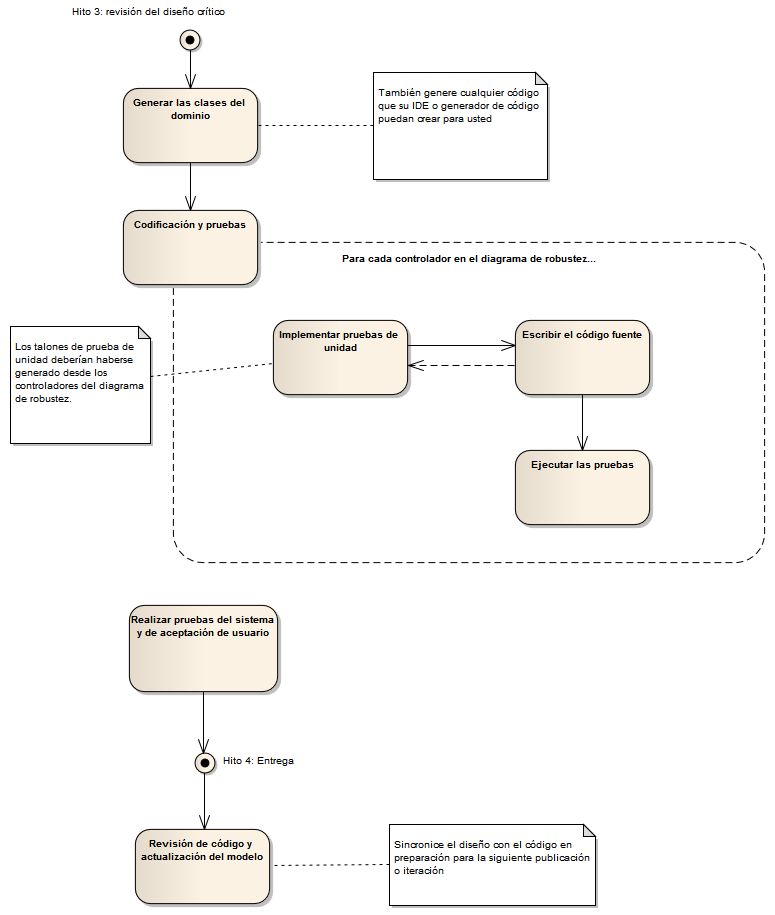 Hito 3: revisión del diseño crítico
Generar las clases del
dominio
También genere cualquier código
que su IDE o generador de código
puedan crear para usted
Codificación y pruebas
Para cada controlador en el diagrama de robustez...
Implementar pruebas de
unidad
Escribir el código fuente
Los talones de prueba de
unidad deberían haberse
generado desde los
controladores del diagrama
de robustez.
Ejecutar las pruebas
Realizar pruebas del sistema
y de aceptación de usuario
Hito 4: Entrega
Revisión de código y
actualización del modelo
Sincronice el diseño con el código en
preparación para la siguiente publicación
o iteración